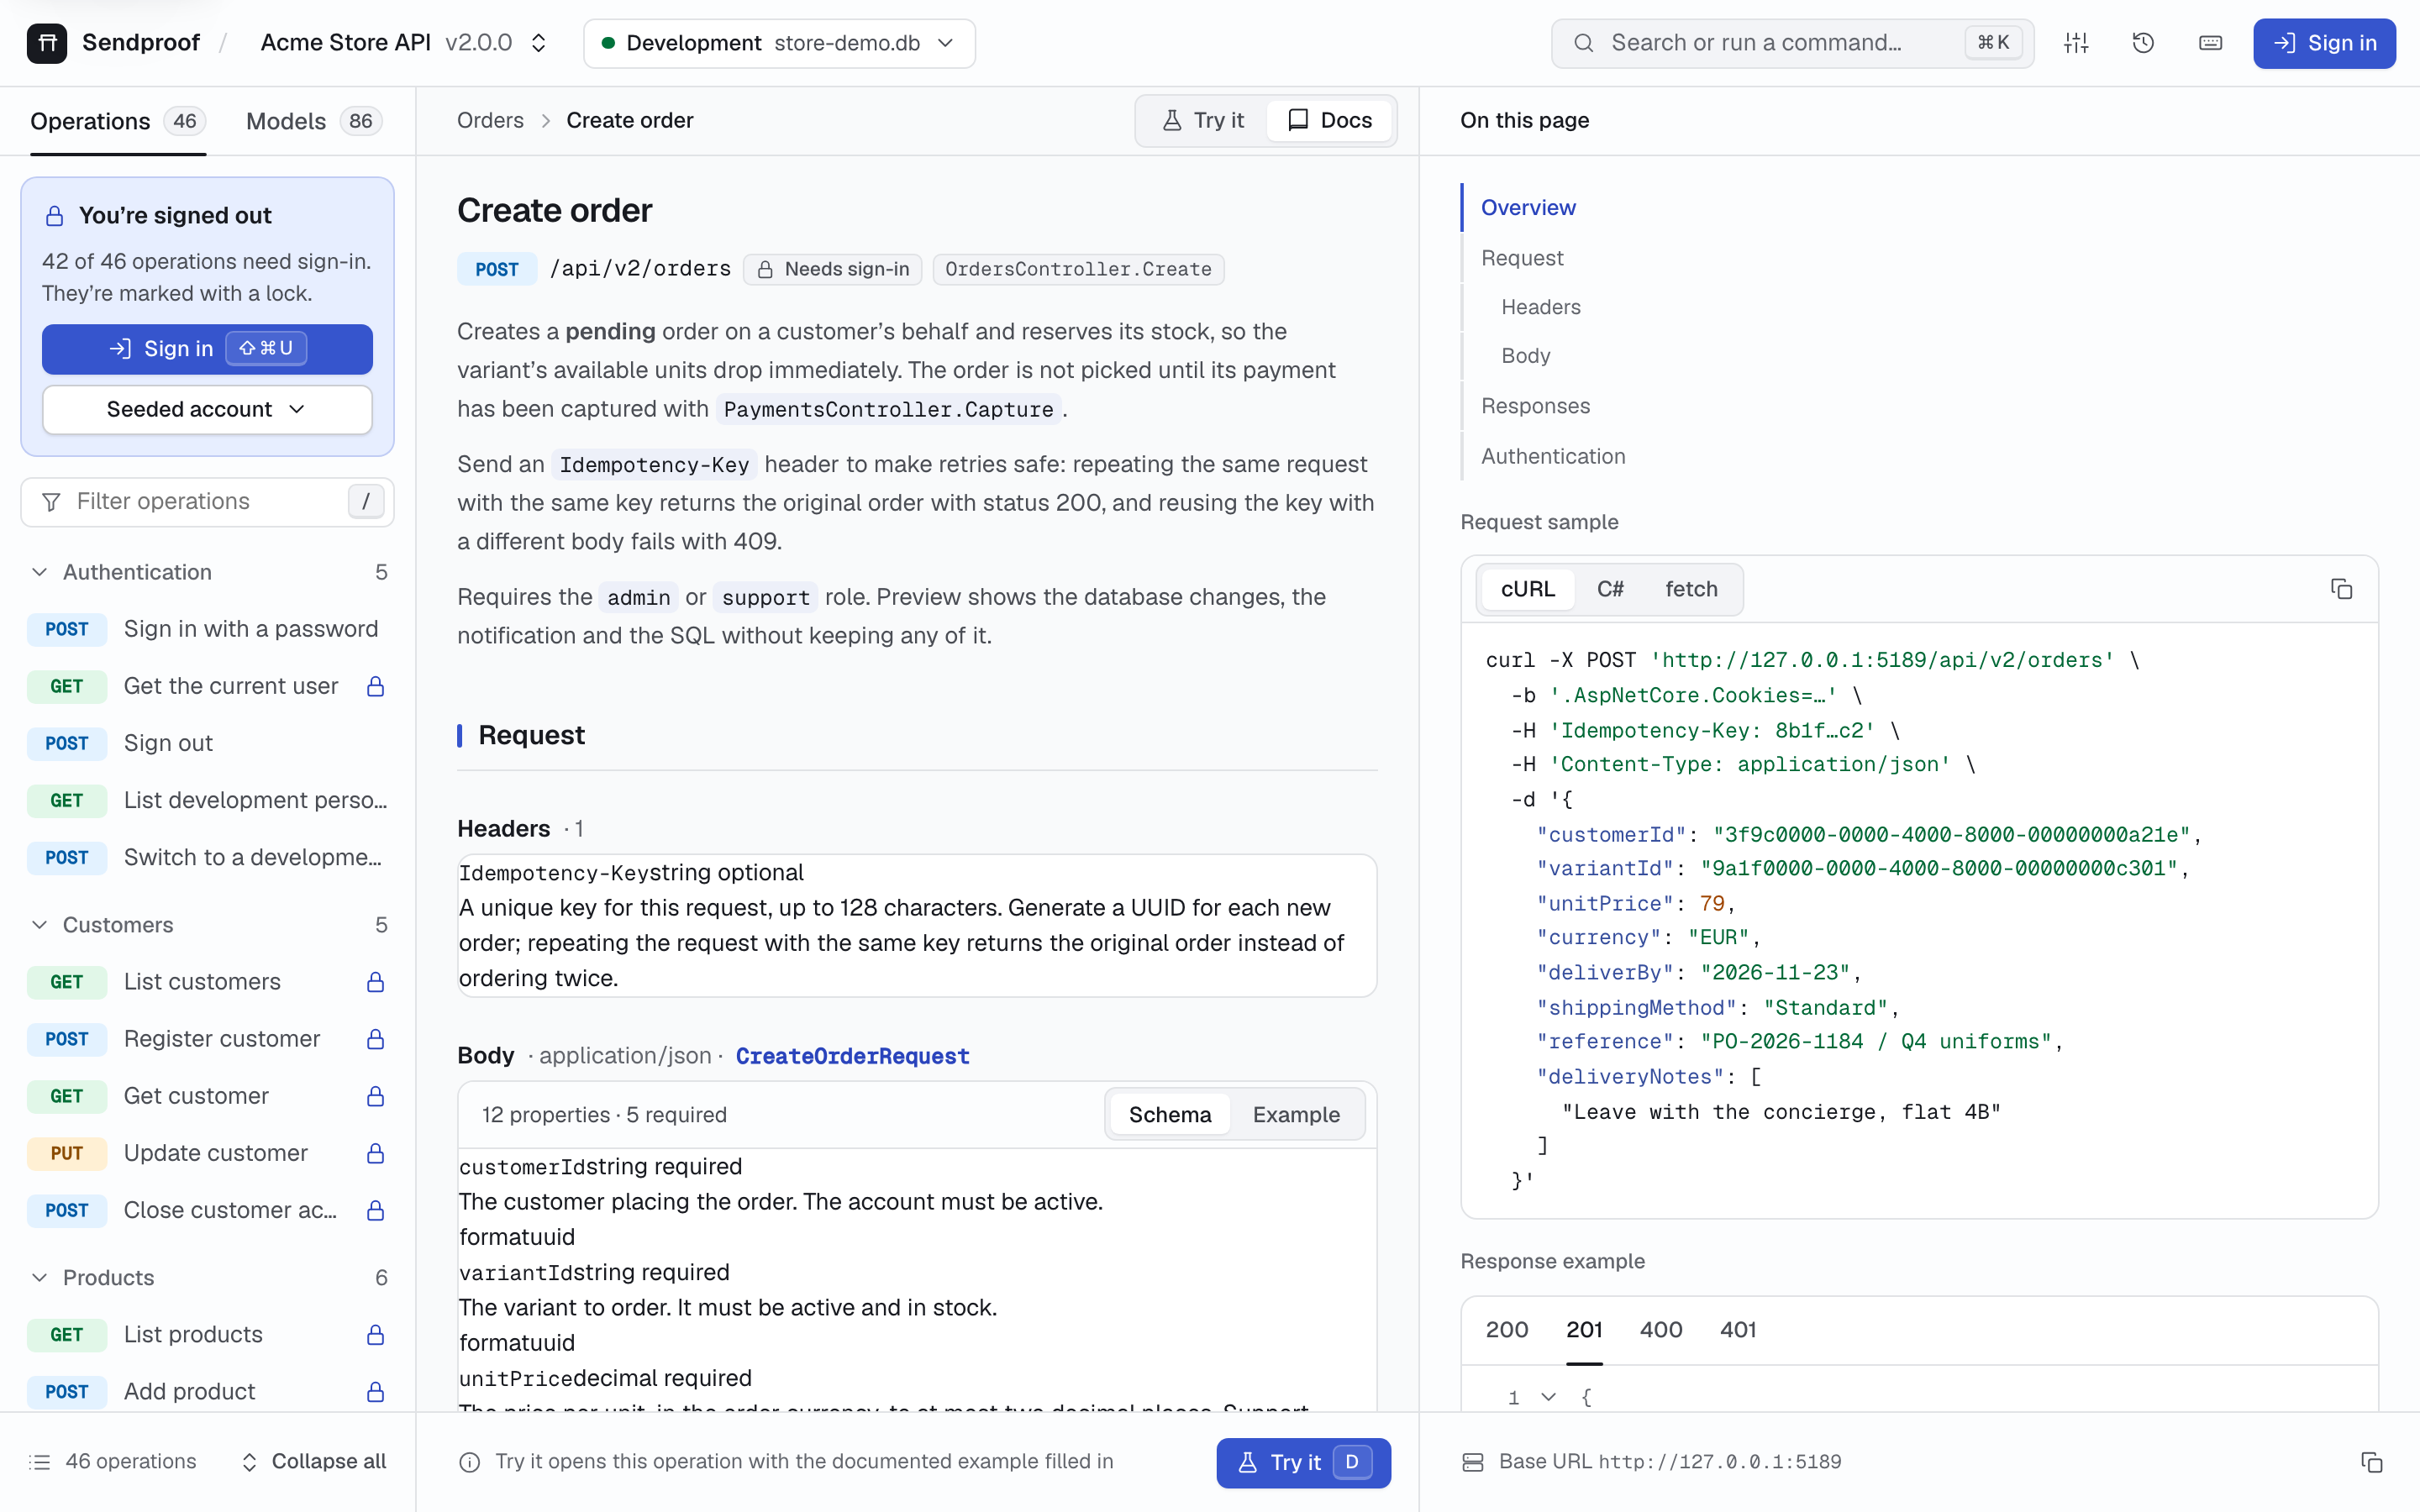 Sendproof / Acme Store API v2.0.0
Development store-demo.db
Search or run a command… ⌘K
Sign in
Operations 46 Models 86
You’re signed out
42 of 46 operations need sign-in.
They’re marked with a lock.
Sign in ⇧⌘U
Seeded account
Filter operations /
Authentication 5
POST Sign in with a password
GET Get the current user
POST Sign out
GET List development perso…
POST Switch to a developme…
Customers 5
GET List customers
POST Register customer
GET Get customer
PUT Update customer
POST Close customer ac…
Products 6
GET List products
POST Add product
46 operations Collapse all
Orders > Create order
Try it Docs
Create order
POST /api/v2/orders Needs sign-in OrdersController.Create
Creates a pending order on a customer’s behalf and reserves its stock, so the
variant’s available units drop immediately. The order is not picked until its payment
has been captured with PaymentsController.Capture.
Send an Idempotency-Key header to make retries safe: repeating the same request
with the same key returns the original order with status 200, and reusing the key with
a different body fails with 409.
Requires the admin or support role. Preview shows the database changes, the
notification and the SQL without keeping any of it.
Request
Headers · 1
Idempotency-Keystring optional
A unique key for this request, up to 128 characters. Generate a UUID for each new
order; repeating the request with the same key returns the original order instead of
ordering twice.
Body · application/json · CreateOrderRequest
12 properties · 5 required Schema Example
customerIdstring required
The customer placing the order. The account must be active.
formatuuid
variantIdstring required
The variant to order. It must be active and in stock.
formatuuid
unitPricedecimal required
The price per unit, in the order currency, to at most two decimal places. Support
Try it opens this operation with the documented example filled in
Try it D
On this page
Overview
Request
Headers
Body
Responses
Authentication
Request sample
cURL C# fetch
curl -X POST 'http://127.0.0.1:5189/api/v2/orders' \
-b '.AspNetCore.Cookies=…' \
-H 'Idempotency-Key: 8b1f…c2' \
-H 'Content-Type: application/json' \
-d '{
"customerId": "3f9c0000-0000-4000-8000-00000000a21e",
"variantId": "9a1f0000-0000-4000-8000-00000000c301",
"unitPrice": 79,
"currency": "EUR",
"deliverBy": "2026-11-23",
"shippingMethod": "Standard",
"reference": "PO-2026-1184 / Q4 uniforms",
"deliveryNotes": [
"Leave with the concierge, flat 4B"
]
}'
Response example
200 201 400 401
1 {
Base URL http://127.0.0.1:5189